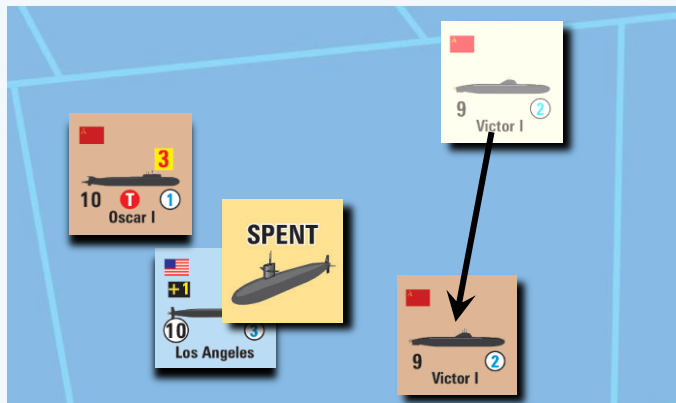 9 2
Victor I
3
10 T 1
Oscar I
SPENT
+1
10 3
Los Angeles
9 2
Victor I